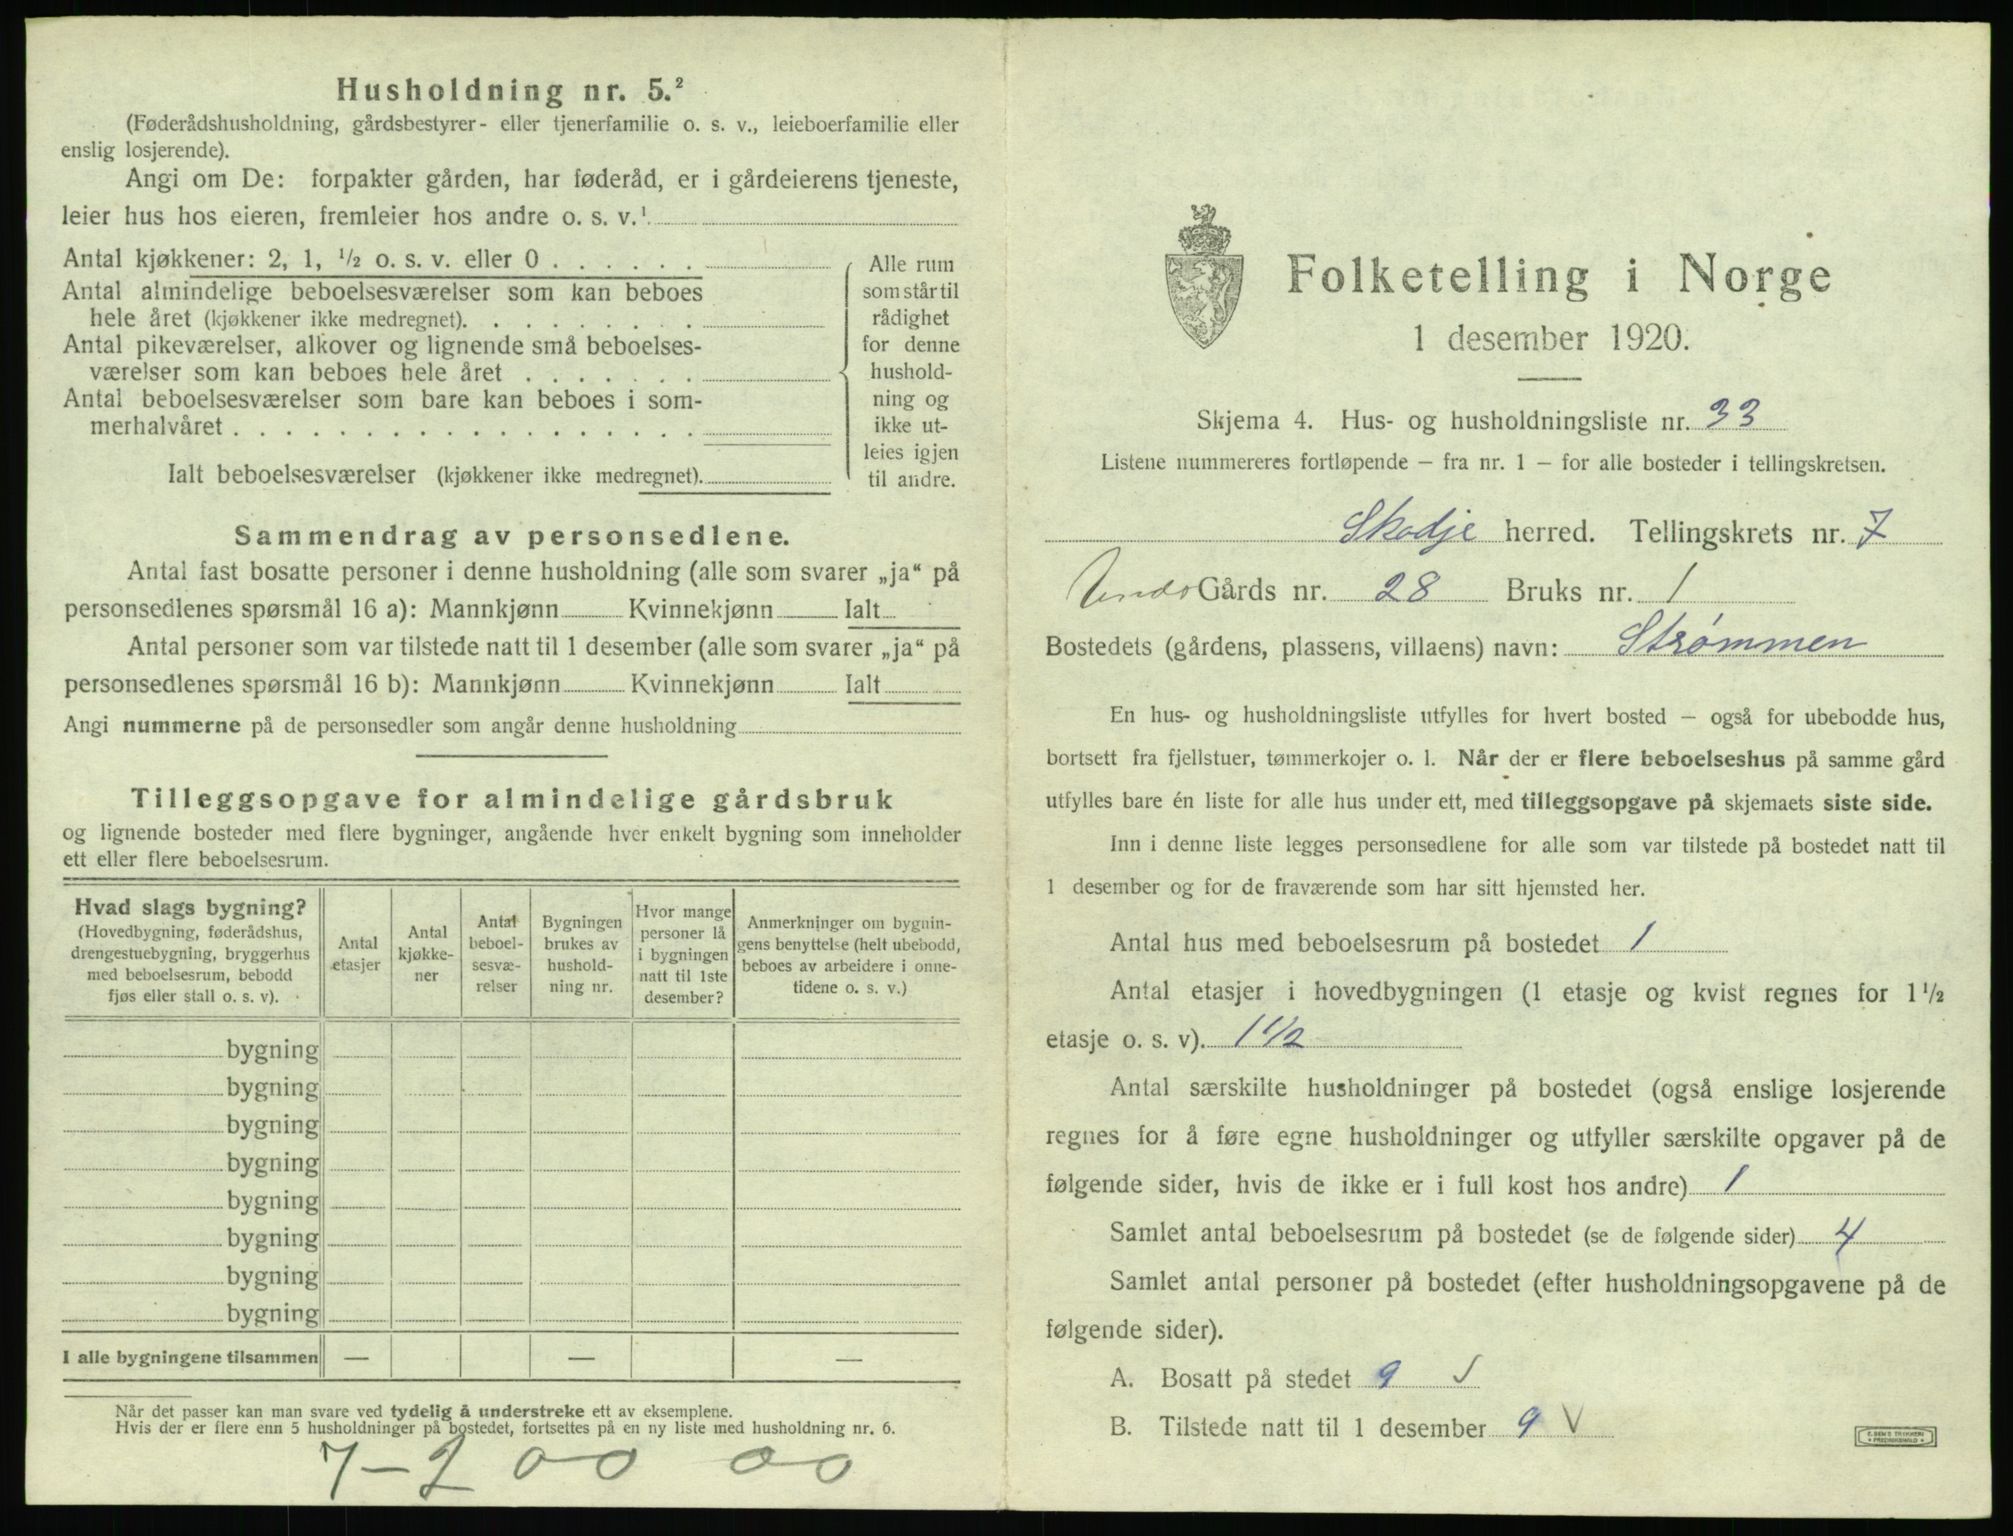 Husholdning nr. 5.²
(Føderådshusholdning, gårdsbestyrer- eller tjenerfamilie o. s. v., leieboerfamilie eller
enslig losjerende).
Angi om De: forpakter gården, har føderåd, er i gårdeierens tjeneste,
leier hus hos eieren, fremleier hos andre o. s. v.¹
Antal kjøkkener: 2, 1, ½ o. s. v. eller 0 . . . . . .
Antal almindelige beboelsesværelser som kan beboes
hele året (kjøkkener ikke medregnet). . . . . . . . .
Antal pikeværelser, alkover og lignende små beboelses-
værelser som kan beboes hele året . . . . . . .
Antal beboelsesværelser som bare kan beboes i som-
merhalvåret . . . . . . . . . . . . . . . . . .
Ialt beboelsesværelser (kjøkkener ikke medregnet).
Alle rum
som står til
rådighet
for denne
hushold-
ning og
ikke ut-
leies igjen
til andre.
Sammendrag av personsedlene.
Antal fast bosatte personer i denne husholdning (alle som svarer „ja“ på
personsedlenes spørsmål 16 a): Mannkjønn Kvinnekjønn Ialt
Antal personer som var tilstede natt til 1 desember (alle som svarer „ja“ på
personsedlenes spørsmål 16 b): Mannkjønn Kvinnekjønn Ialt
Angi nummerne på de personsedler som angår denne husholdning
Tilleggsopgave for almindelige gårdsbruk
og lignende bosteder med flere bygninger, angående hver enkelt bygning som inneholder
ett eller flere beboelsesrum.
Hvad slags bygning?
(Hovedbygning, føderådshus,
drengestuebygning, bryggerhus
med beboelsesrum, bebodd
fjøs eller stall o. s. v).
Antal
etasjer
Antal
kjøkke-
ner
Antal
beboel-
sesvæ-
relser
Bygningen
brukes av
hushold-
ning nr.
Hvor mange
personer lå
i bygningen
natt til 1ste
desember?
Anmerkninger om bygnin-
gens benyttelse (helt ubebodd,
beboes av arbeidere i onne-
tidene o. s. v.)
bygning
bygning
bygning
bygning
bygning
bygning
bygning
bygning
I alle bygningene tilsammen — — —
Når det passer kan man svare ved tydelig å understreke ett av eksemplene.
Hvis der er flere enn 5 husholdninger på bostedet, fortsettes på en ny liste med husholdning nr. 6.
7-2 00 00
Folketelling i Norge
1 desember 1920.
Skjema 4. Hus- og husholdningsliste nr. 33
Listene nummereres fortløpende – fra nr. 1 – for alle bosteder i tellingskretsen.
Skodje herred. Tellingskrets nr. 7
Gårds nr. 28 Bruks nr. 1
Bostedets (gårdens, plassens, villaens) navn: Strømmen
En hus- og husholdningsliste utfylles for hvert bosted – også for ubebodde hus,
bortsett fra fjellstuer, tømmerkojer o. l. Når der er flere beboelseshus på samme gård
utfylles bare én liste for alle hus under ett, med tilleggsopgave på skjemaets siste side.
Inn i denne liste legges personsedlene for alle som var tilstede på bostedet natt til
1 desember og for de fraværende som har sitt hjemsted her.
Antal hus med beboelsesrum på bostedet 1
Antal etasjer i hovedbygningen (1 etasje og kvist regnes for 1½
etasje o. s. v). 1 1/2
Antal særskilte husholdninger på bostedet (også enslige losjerende
regnes for å føre egne husholdninger og utfyller særskilte opgaver på de
følgende sider, hvis de ikke er i full kost hos andre) 1
Samlet antal beboelsesrum på bostedet (se de følgende sider) 4
Samlet antal personer på bostedet (efter husholdningsopgavene på de
følgende sider).
A. Bosatt på stedet 9 √
B. Tilstede natt til 1 desember 9 V